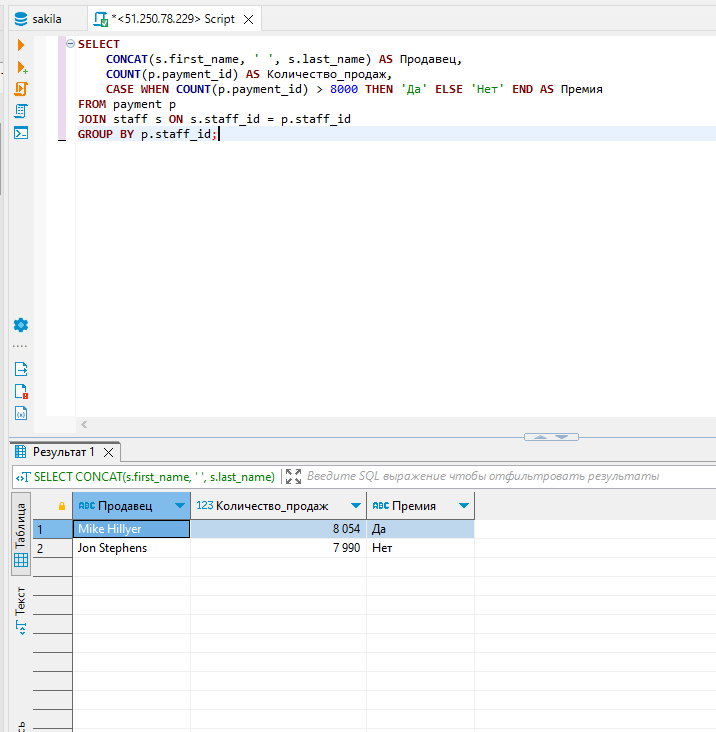 sakila
*<51.250.78.229> Script
SELECT
CONCAT(s.first_name, ' ', s.last_name) AS Продавец,
COUNT(p.payment_id) AS Количество_продаж,
CASE WHEN COUNT(p.payment_id) > 8000 THEN 'Да' ELSE 'Нет' END AS Премия
FROM payment p
JOIN staff s ON s.staff_id = p.staff_id
GROUP BY p.staff_id;
Результат 1
SELECT CONCAT(s.first_name, ' ', s.last_name)
Введите SQL выражение чтобы отфильтровать результаты
Таблица
Текст
ABC Продавец
123 Количество_продаж
ABC Премия
1 Mike Hillyer 8 054 Да
2 Jon Stephens 7 990 Нет